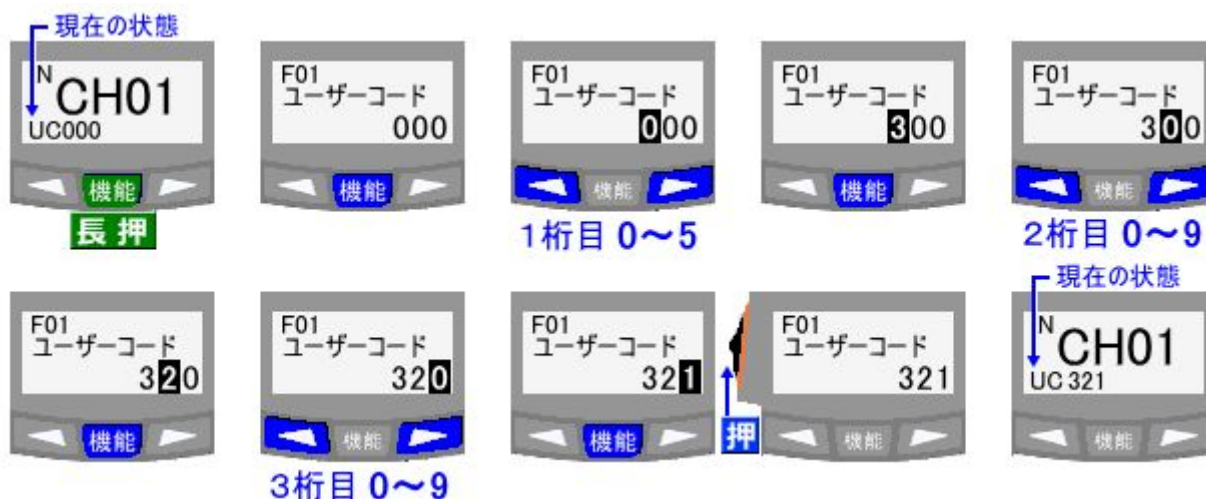 現在の状態
N
CH01
UC000
機能
長押
F01
ユーザーコード
000
機能
F01
ユーザーコード
000
機能
1桁目 0～5
F01
ユーザーコード
300
機能
F01
ユーザーコード
300
機能
2桁目 0～9
F01
ユーザーコード
320
機能
F01
ユーザーコード
320
機能
3桁目 0～9
F01
ユーザーコード
321
機能
押
F01
ユーザーコード
321
機能
現在の状態
N
CH01
UC 321
機能